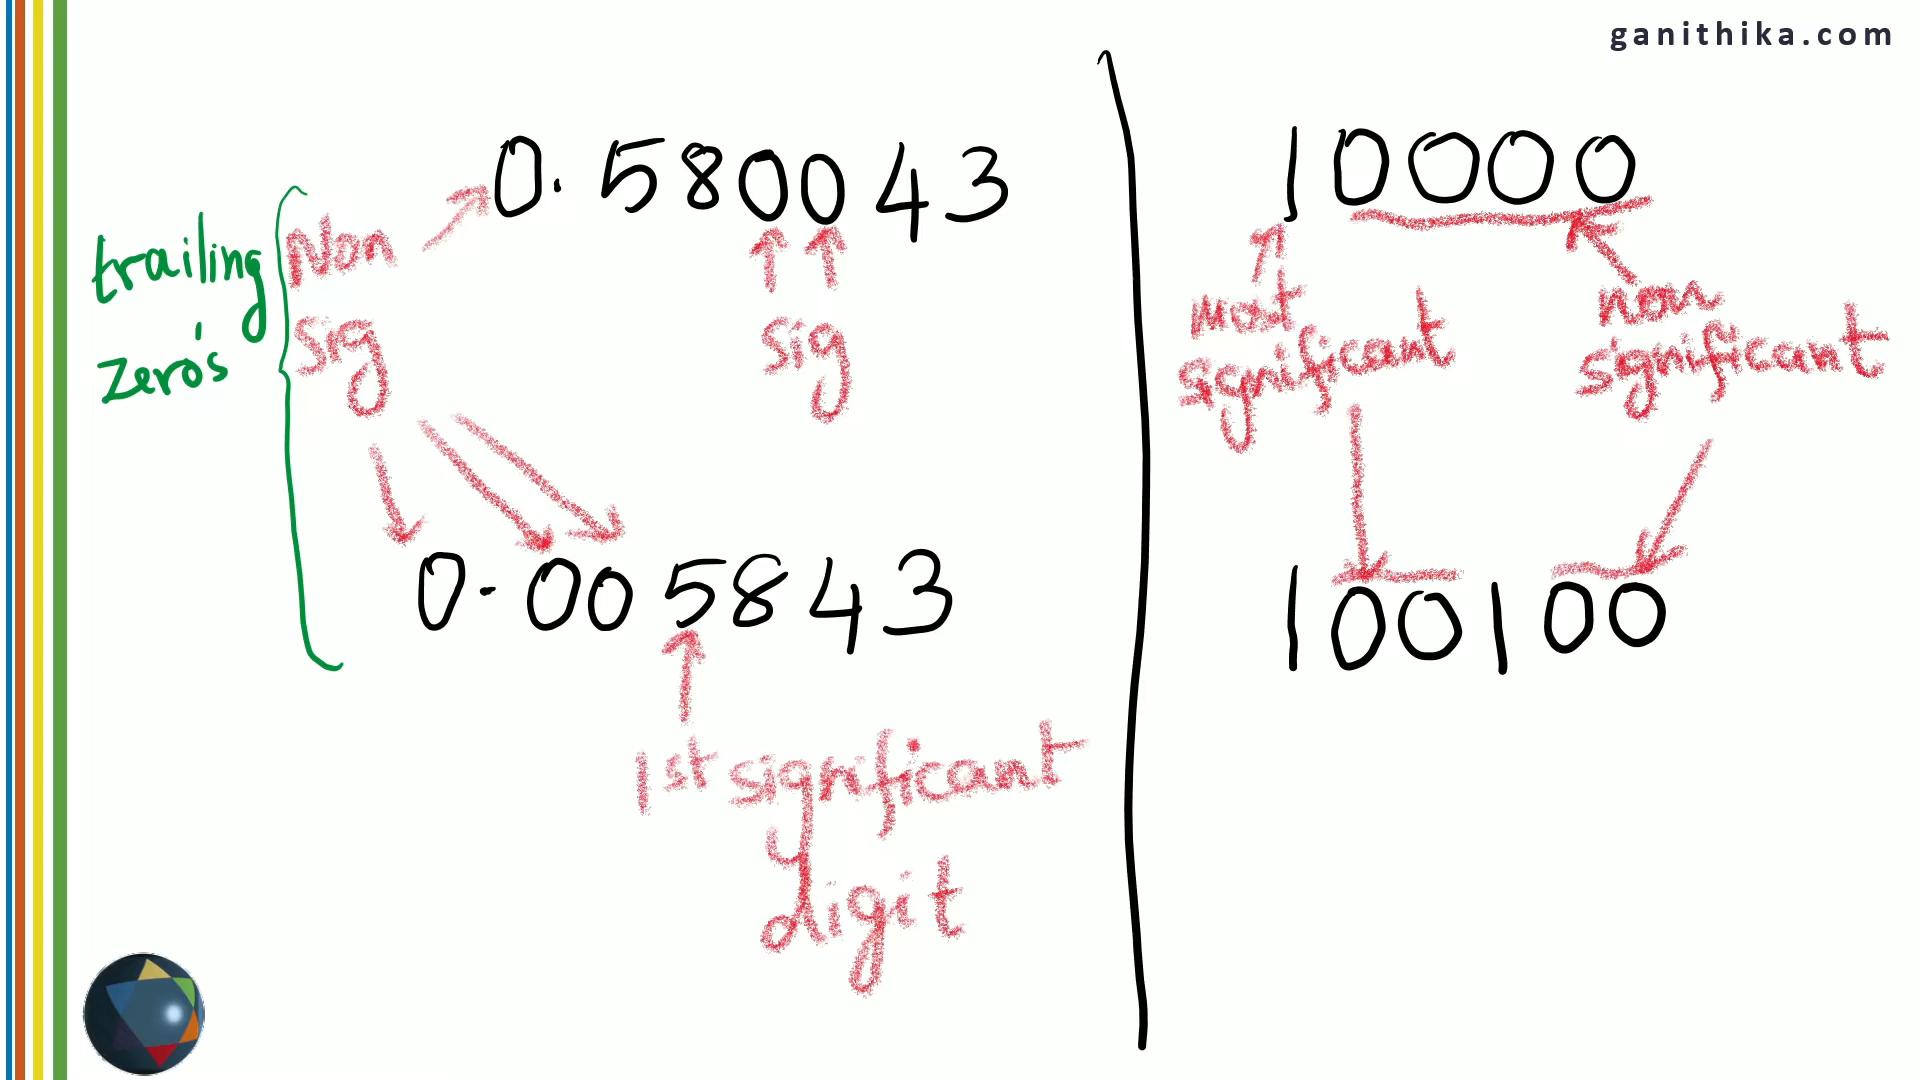 ganithika.com
0.580043
trailing
zero's
Non
Sig
sig
0.005843
1st significant
digit
10000
Most
significant
non
significant
100100